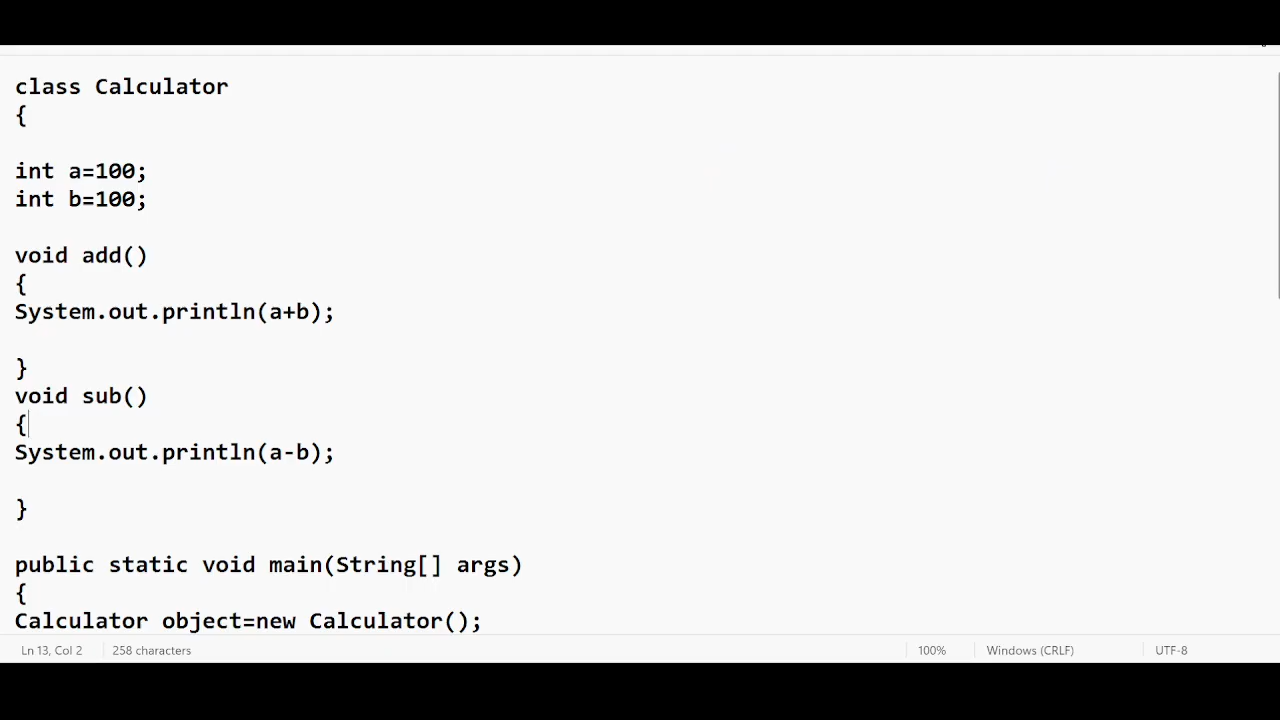 class Calculator
{
int a=100;
int b=100;
void add()
{
System.out.println(a+b);
}
void sub()
{
System.out.println(a-b);
}
public static void main(String[] args)
{
Calculator object=new Calculator();
Ln 13, Col 2 258 characters 100% Windows (CRLF) UTF-8